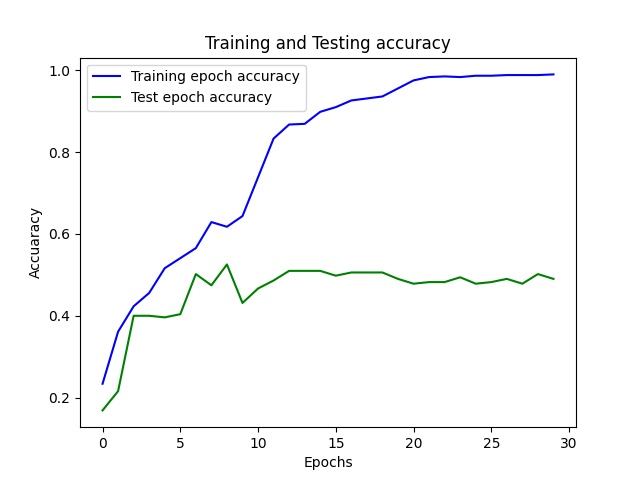 Training and Testing accuracy
Training epoch accuracy
Test epoch accuracy
1.0
0.8
0.6
0.4
0.2
Accuaracy
0 5 10 15 20 25 30
Epochs